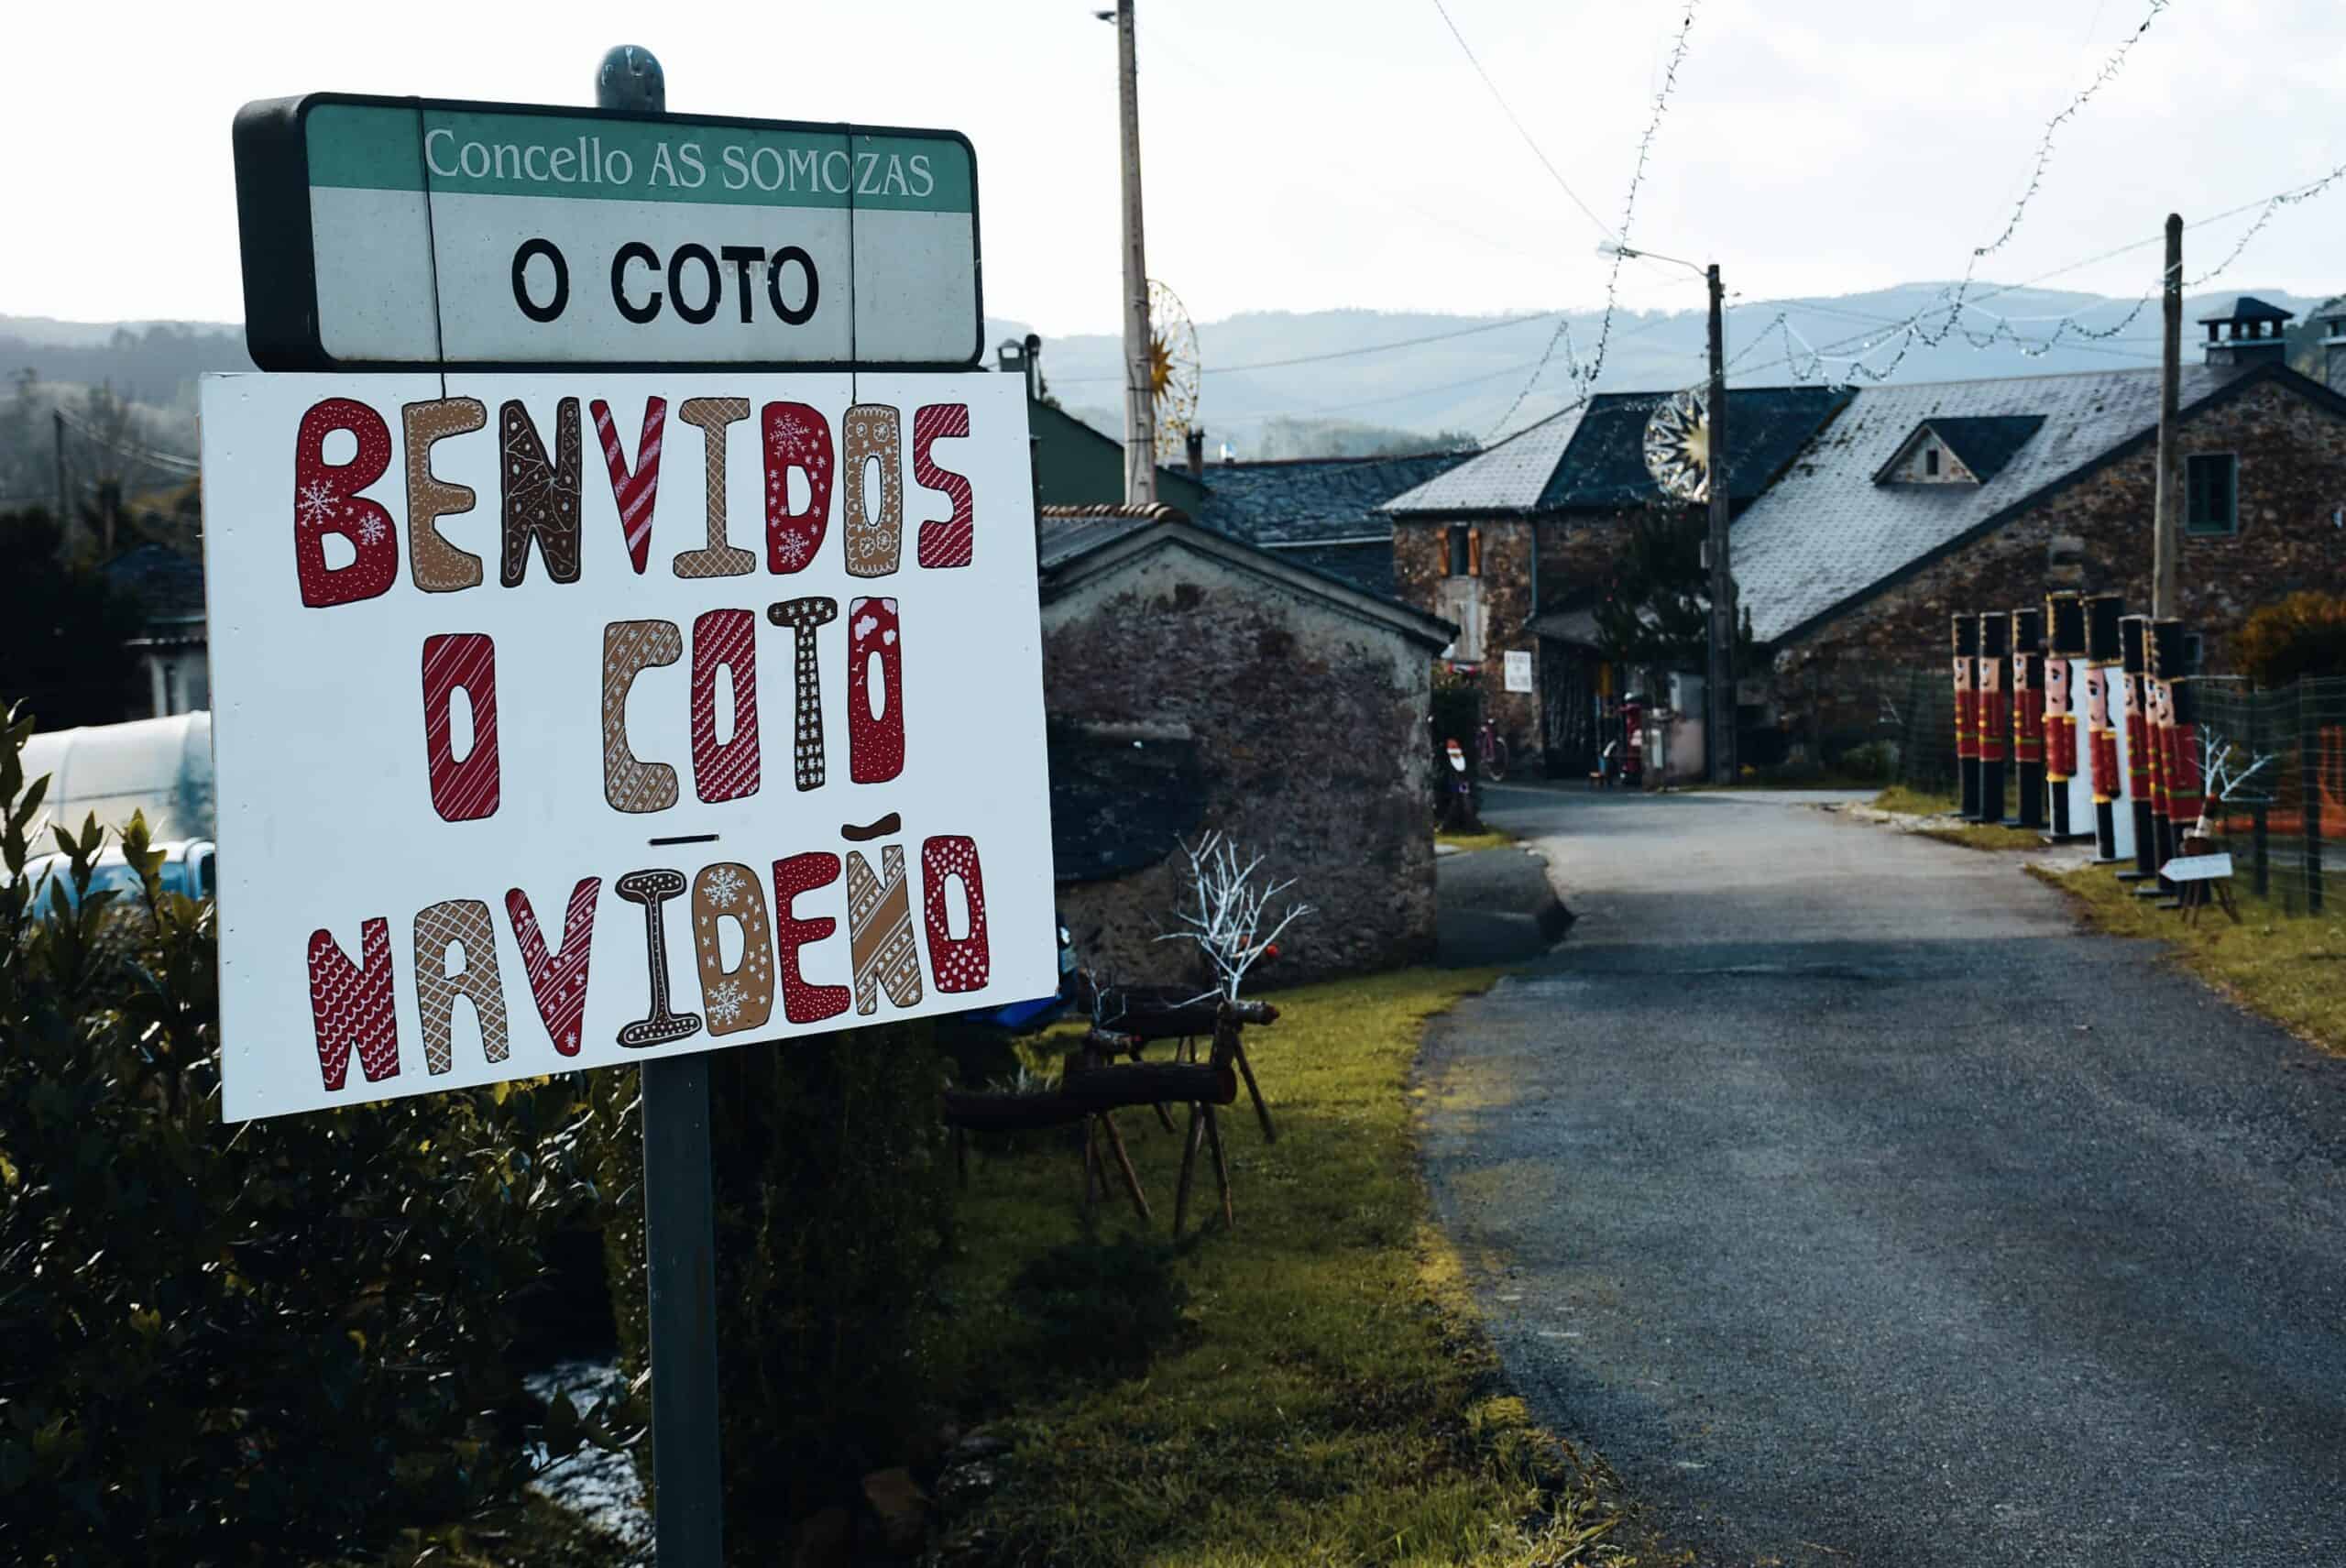 Concello AS SOMOZAS
O COTO
BENVIDOS
O COTO
NAVIDEÑO